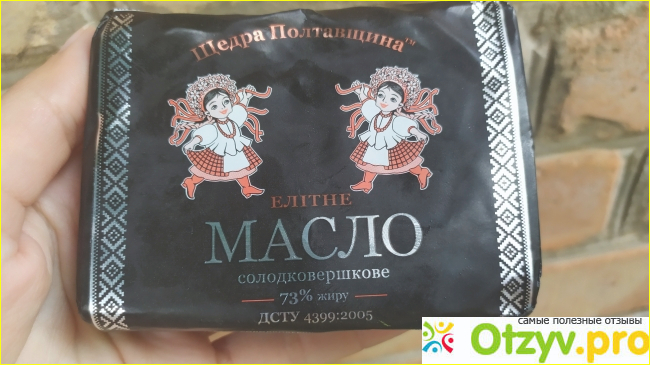 Щедра Полтавщина™
ЕЛІТНЕ
МАСЛО
солодковершкове
73% жиру
ДСТУ 4399:2005
самые полезные отзывы
Otzyv.pro